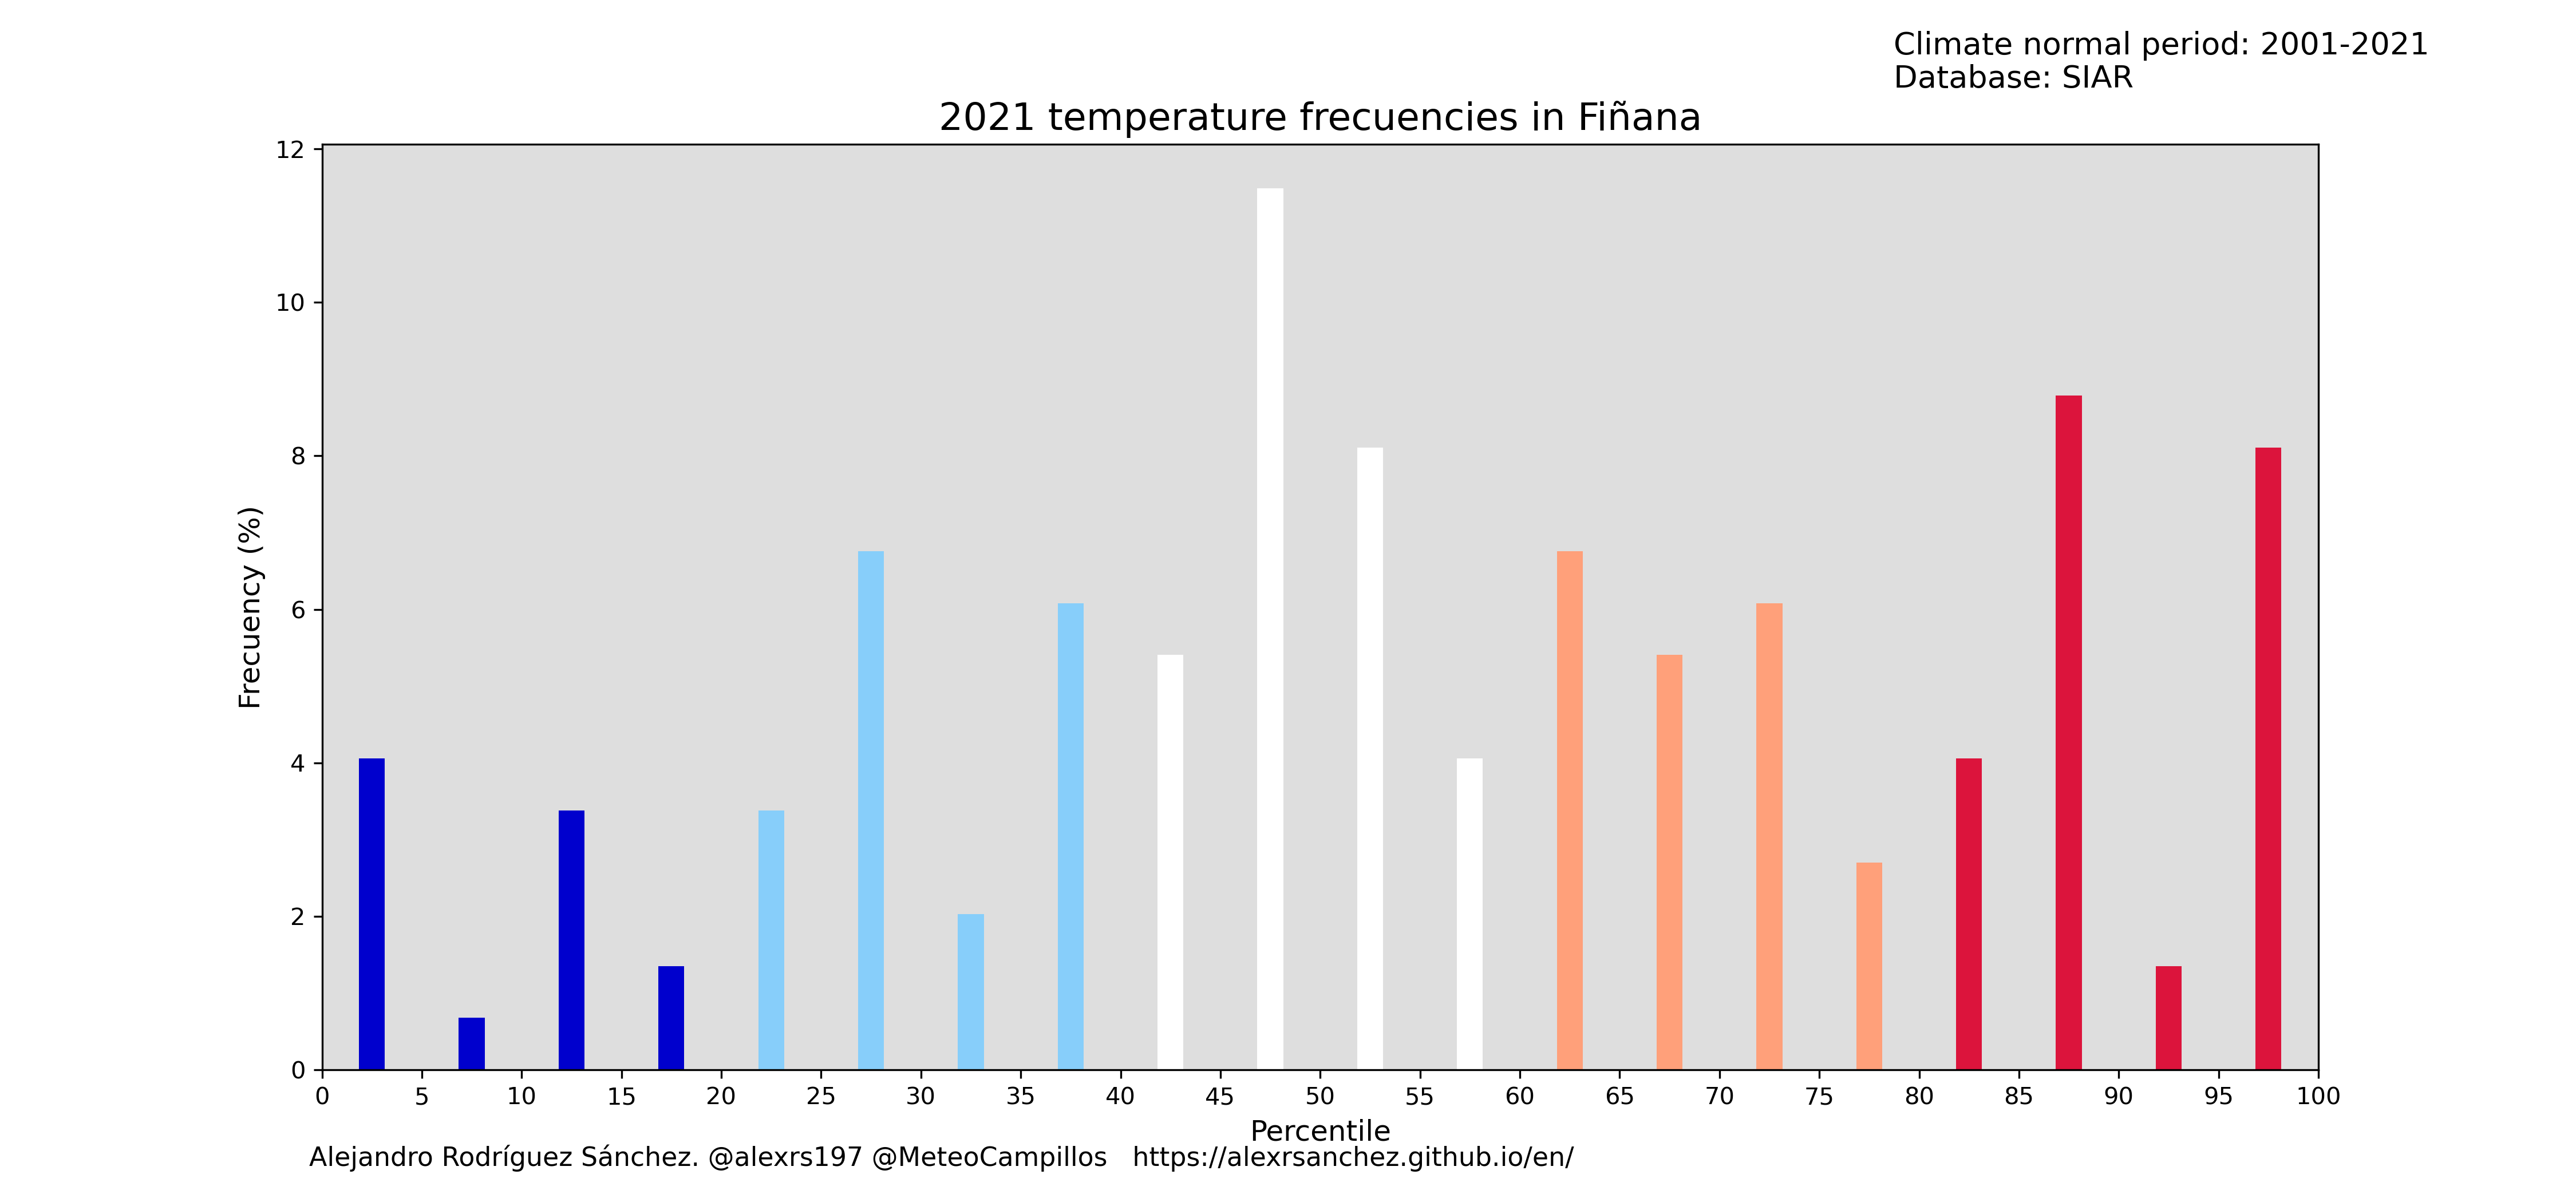 Climate normal period: 2001-2021
Database: SIAR
2021 temperature frecuencies in Fiñana
12
10
8
6
4
2
0
Frecuency (%)
0 5 10 15 20 25 30 35 40 45 50 55 60 65 70 75 80 85 90 95 100
Percentile
Alejandro Rodríguez Sánchez. @alexrs197 @MeteoCampillos https://alexrsanchez.github.io/en/